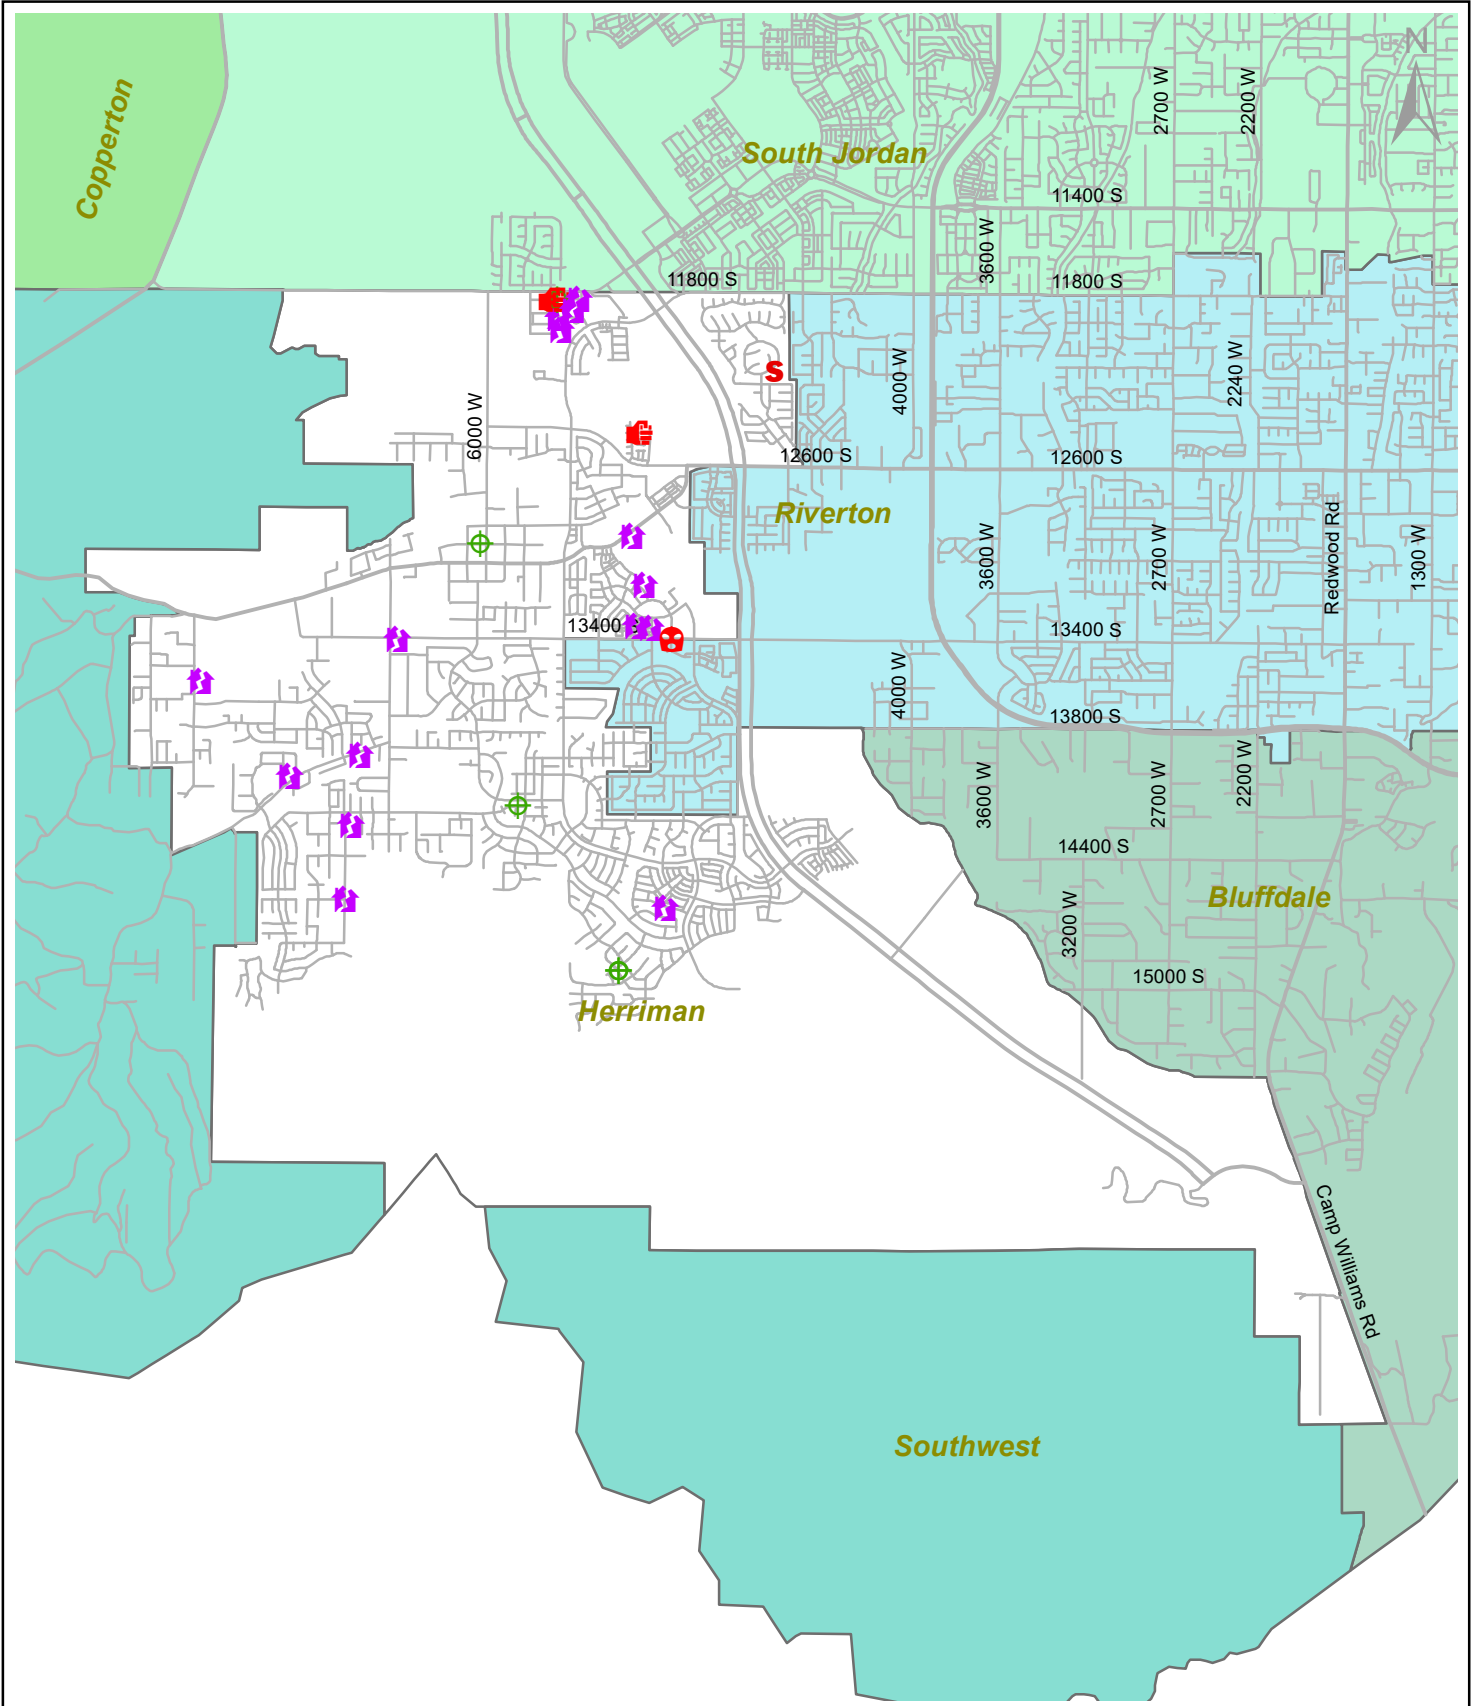 N
Copperton
South Jordan
2700 W
2200 W
11400 S
3600 W
11800 S
11800 S
S
4000 W
2240 W
6000 W
12600 S
12600 S
Riverton
Redwood Rd
3600 W
2700 W
1300 W
13400 S
13400 S
4000 W
13800 S
3600 W
2700 W
2200 W
14400 S
Bluffdale
3200 W
15000 S
Herriman
Camp Williams Rd
Southwest